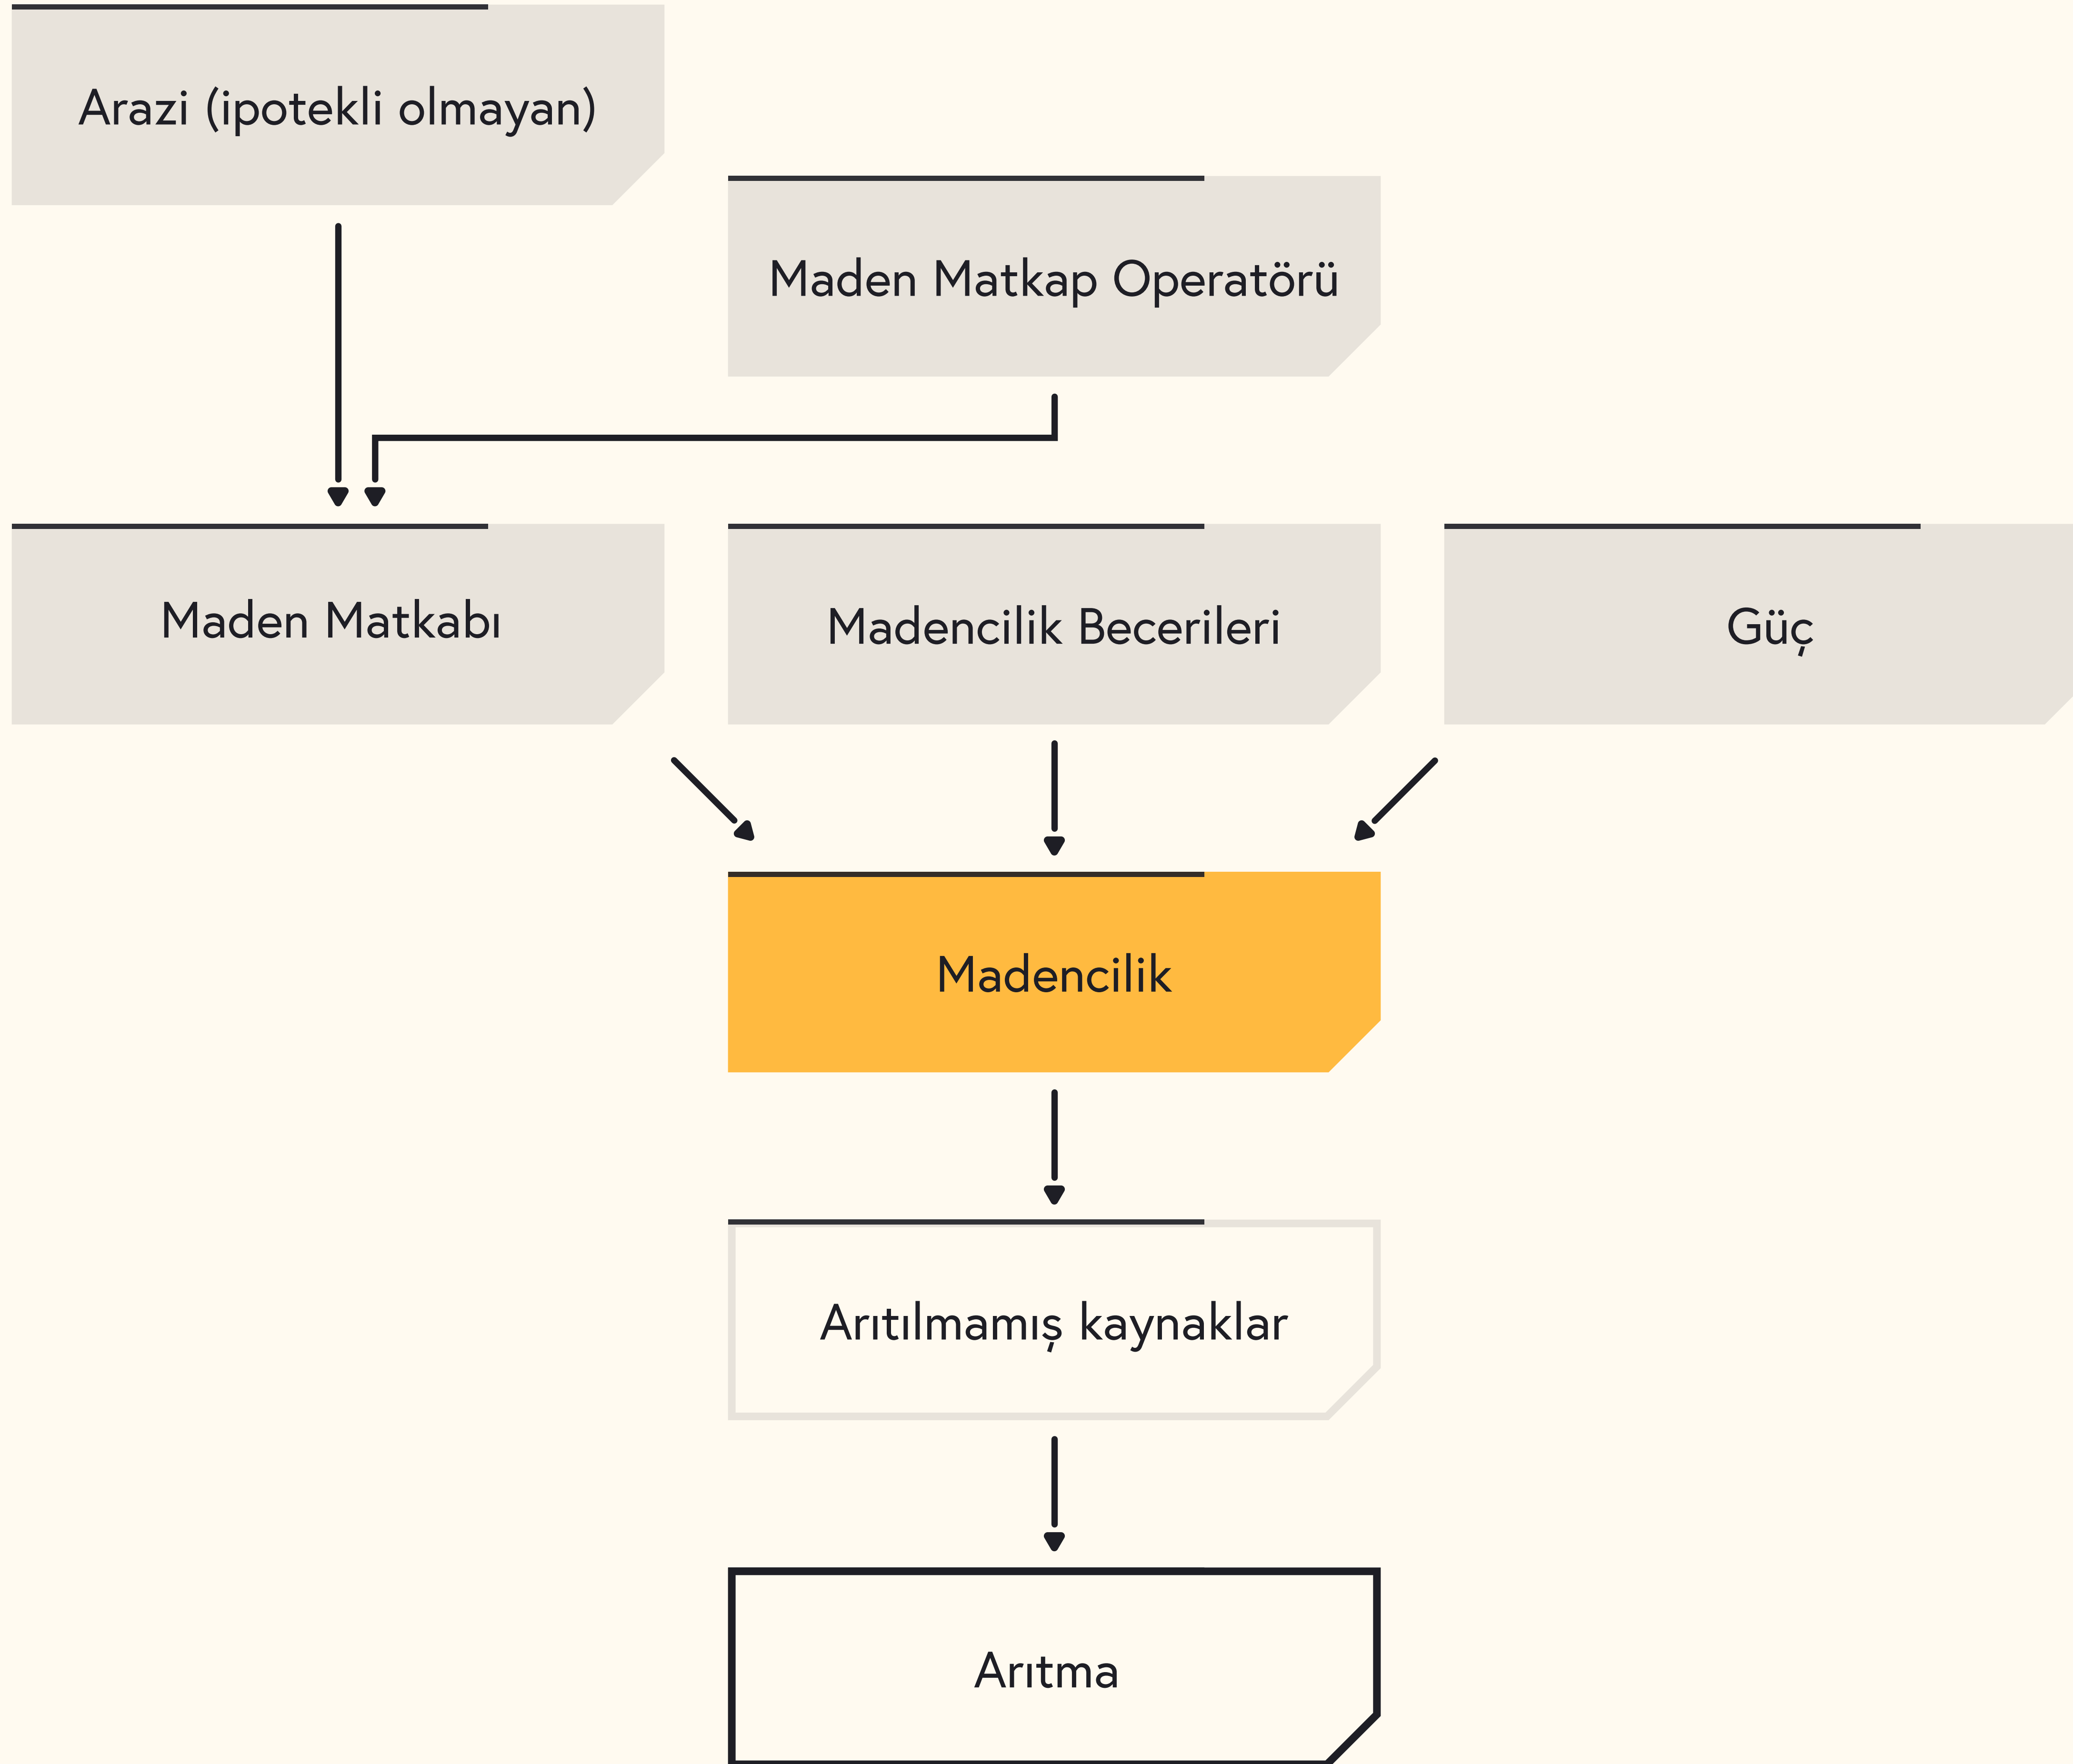 Arazi (ipotekli olmayan)
Maden Matkap Operatörü
Maden Matkabı
Madencilik Becerileri
Güç
Madencilik
Arıtılmamış kaynaklar
Arıtma